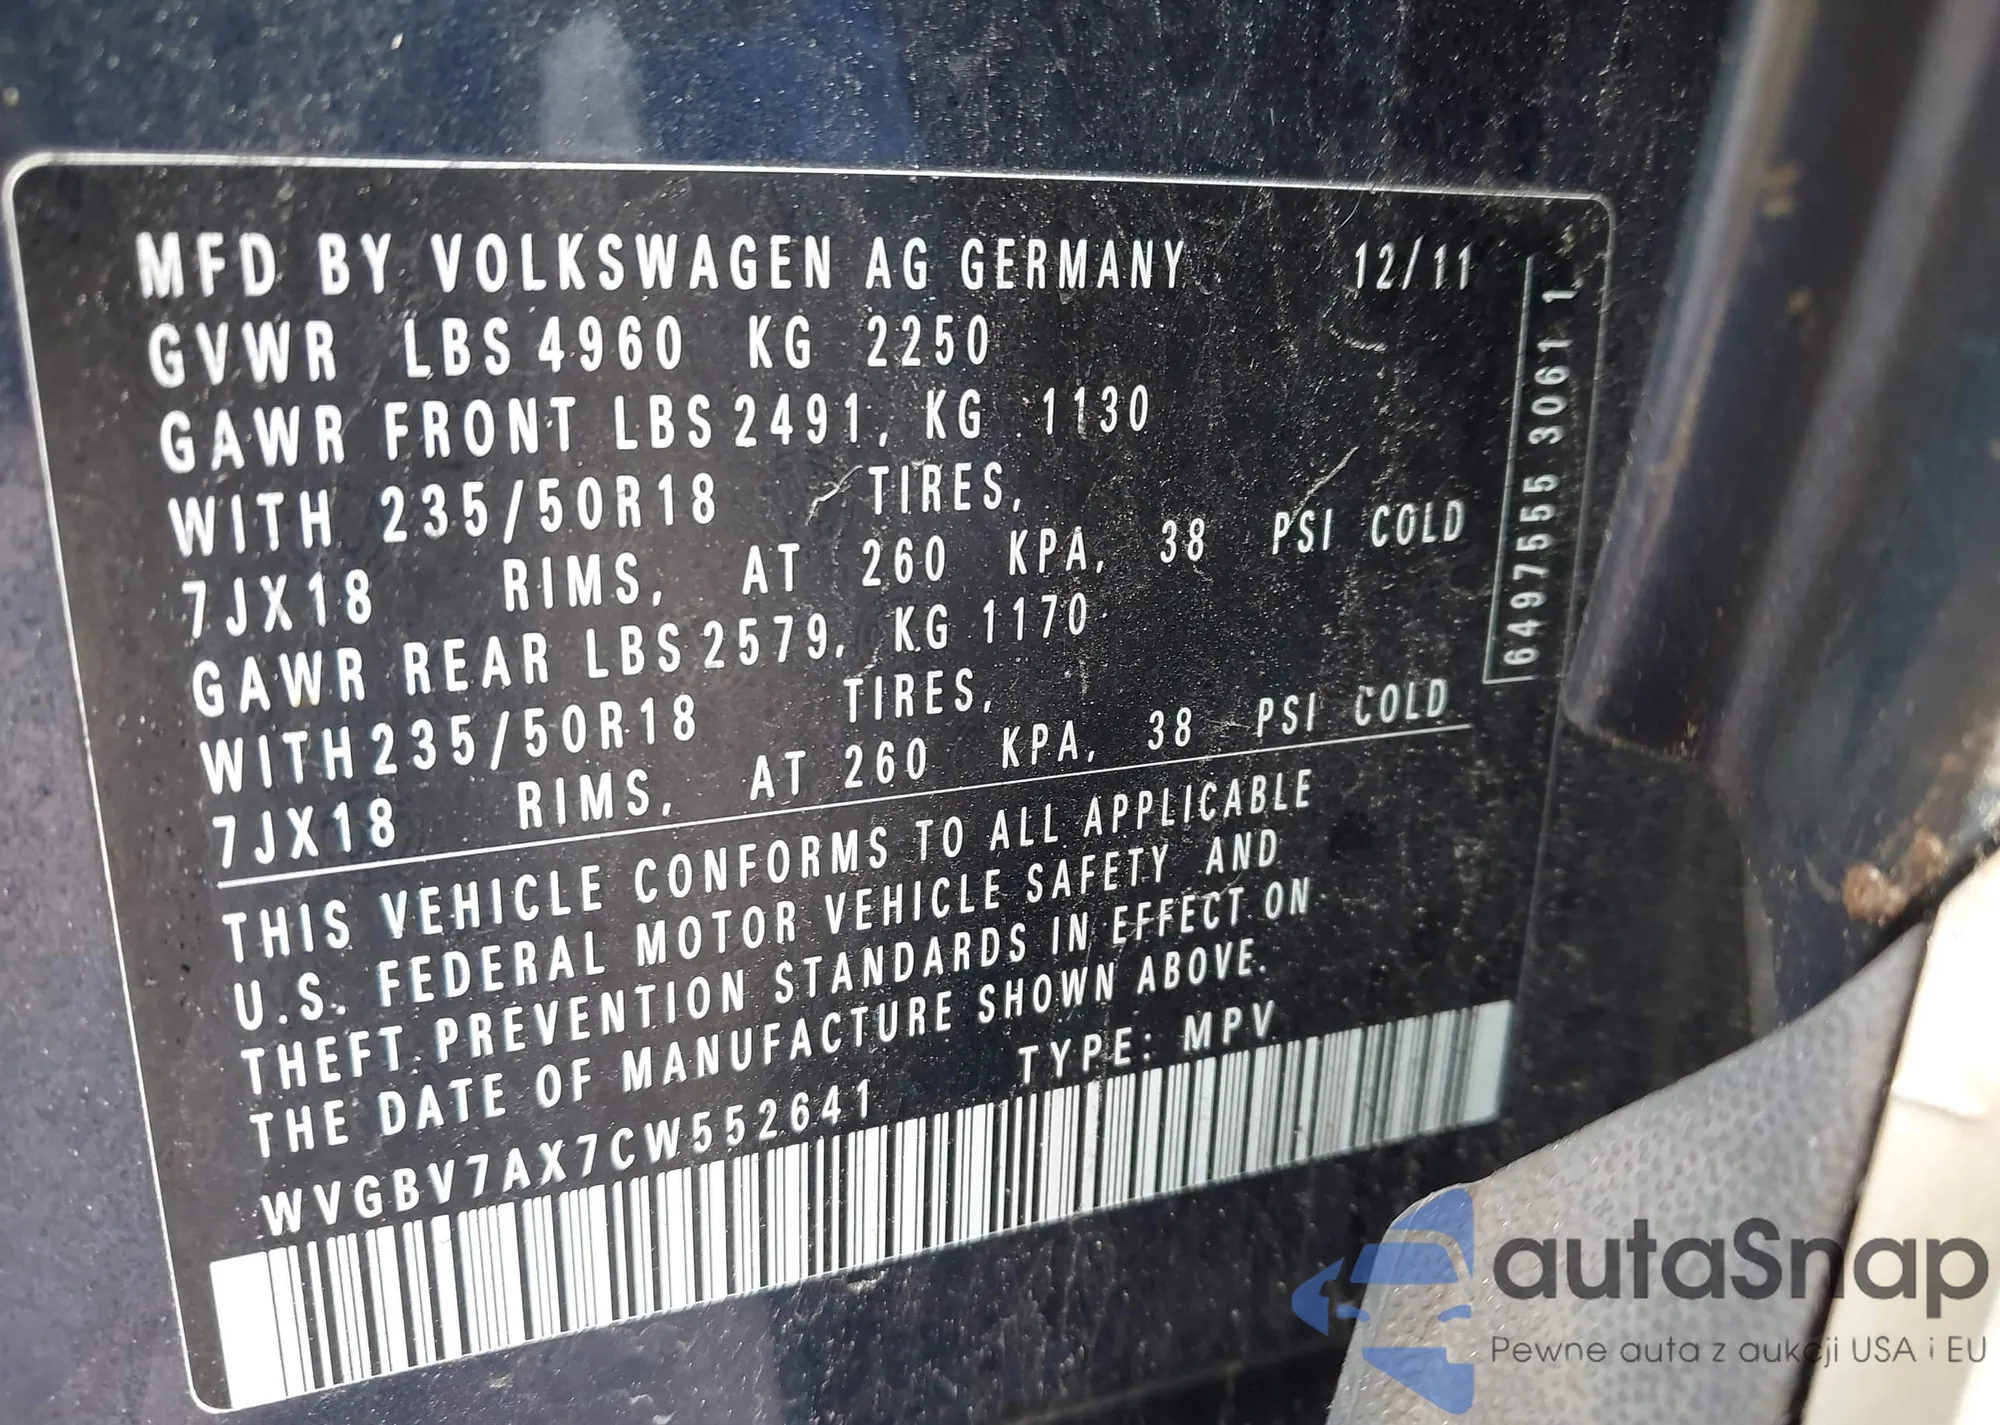 MFD BY VOLKSWAGEN AG GERMANY 12/11
GVWR LBS 4960 KG 2250
GAWR FRONT LBS 2491, KG 1130
WITH 235/50R18 TIRES,
7JX18 RIMS, AT 260 KPA, 38 PSI COLD
GAWR REAR LBS 2579, KG 1170
WITH 235/50R18 TIRES,
7JX18 RIMS, AT 260 KPA, 38 PSI COLD
THIS VEHICLE CONFORMS TO ALL APPLICABLE
U.S. FEDERAL MOTOR VEHICLE SAFETY AND
THEFT PREVENTION STANDARDS IN EFFECT ON
THE DATE OF MANUFACTURE SHOWN ABOVE.
WVGBV7AX7CW552641 TYPE: MPV
6497555 3061 1
autaSnap
Pewne auta z aukcji USA i EU